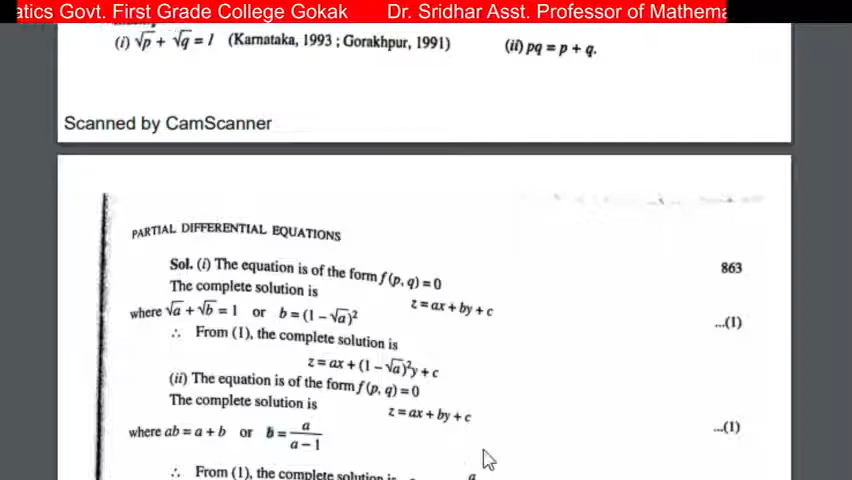 atics Govt. First Grade College Gokak Dr. Sridhar Asst. Professor of Mathema
(i) √p + √q = 1 (Karnataka, 1993 ; Gorakhpur, 1991) (ii) pq = p + q.
Scanned by CamScanner
PARTIAL DIFFERENTIAL EQUATIONS 863
Sol. (i) The equation is of the form f (p, q) = 0
The complete solution is z = ax + by + c ...(1)
where √a + √b = 1 or b = (1 − √a)²
∴ From (1), the complete solution is
z = ax + (1 − √a)²y + c
(ii) The equation is of the form f (p, q) = 0
The complete solution is z = ax + by + c ...(1)
where ab = a + b or b = a / (a − 1)
∴ From (1), the complete solution is a